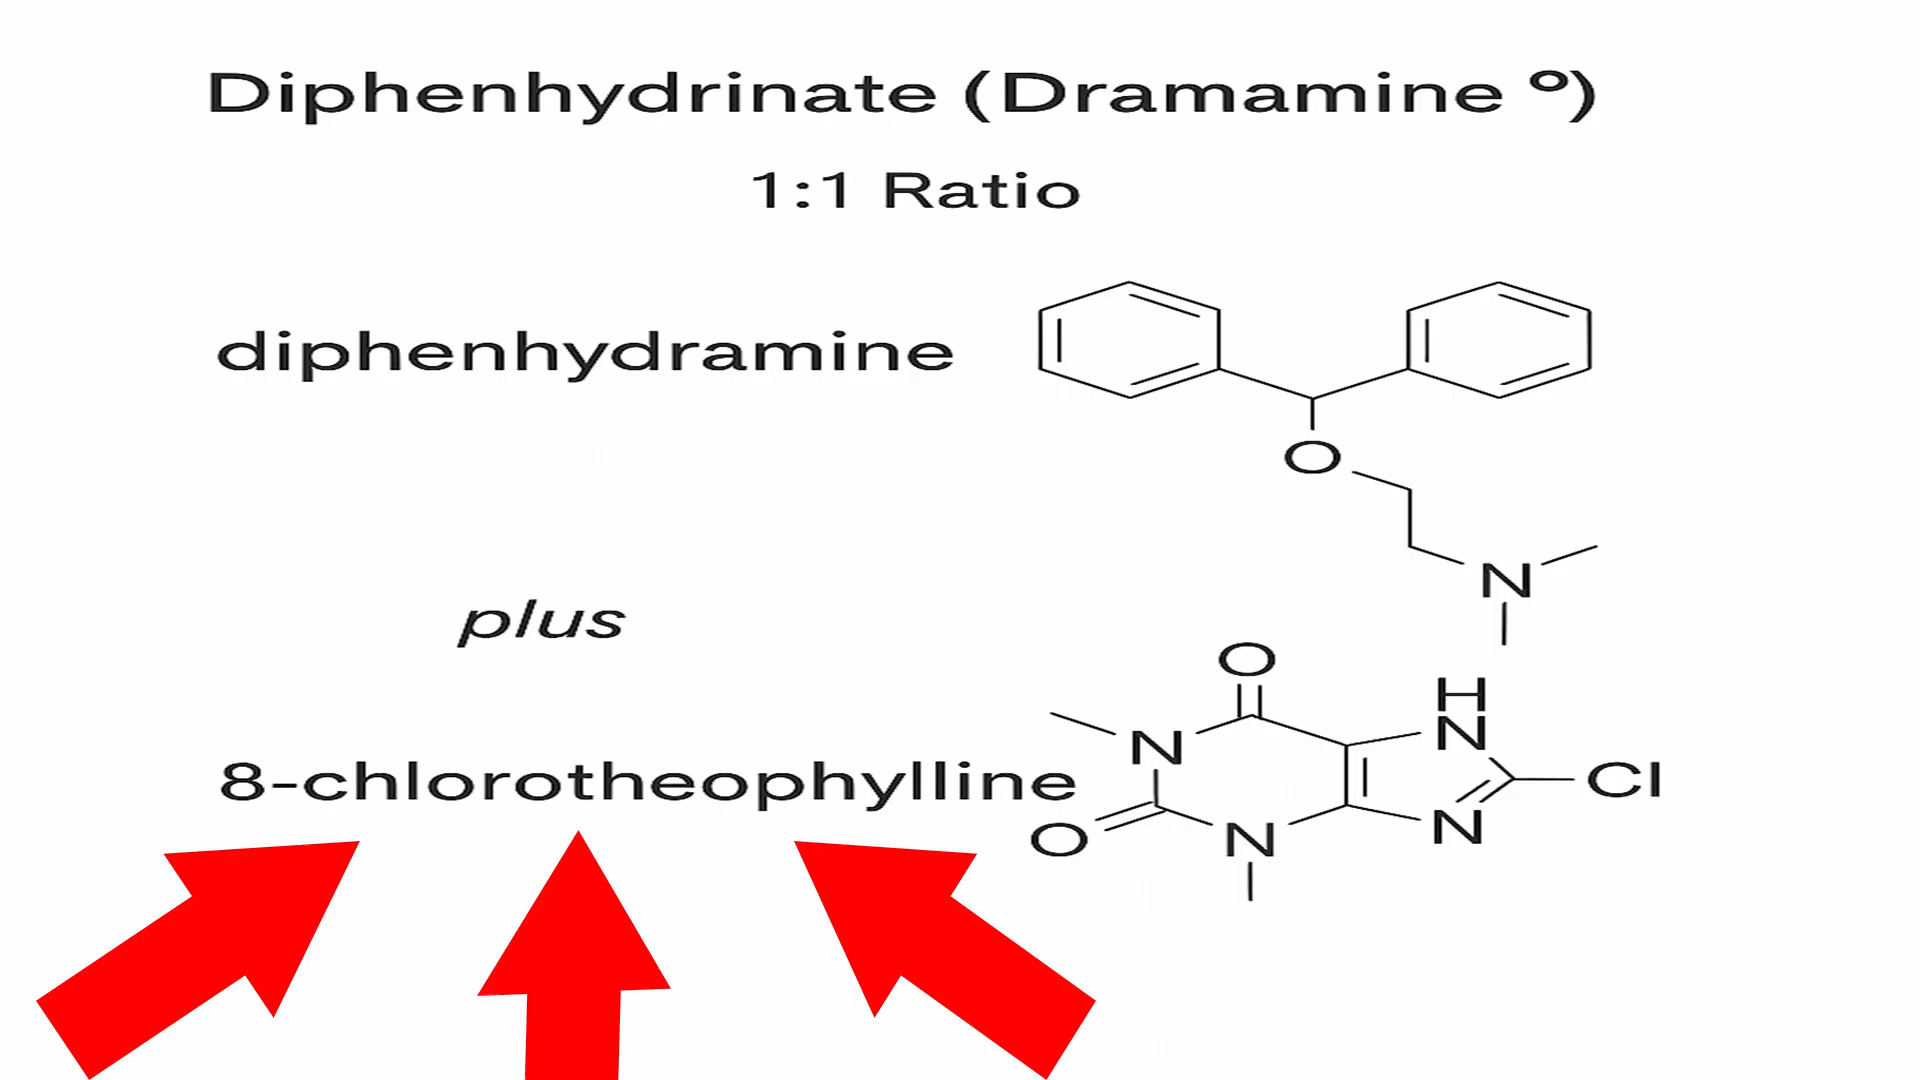 Diphenhydrinate (Dramamine º)
1:1 Ratio
diphenhydramine
O
N
plus
O
H
N
N
8-chlorotheophylline
Cl
O
N
N